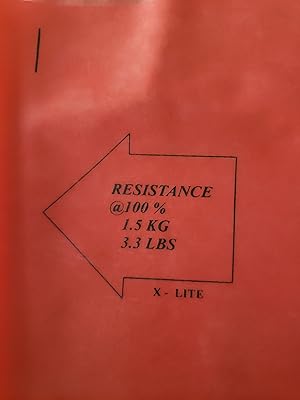 RESISTANCE
@100 %
1.5 KG
3.3 LBS
X - LITE